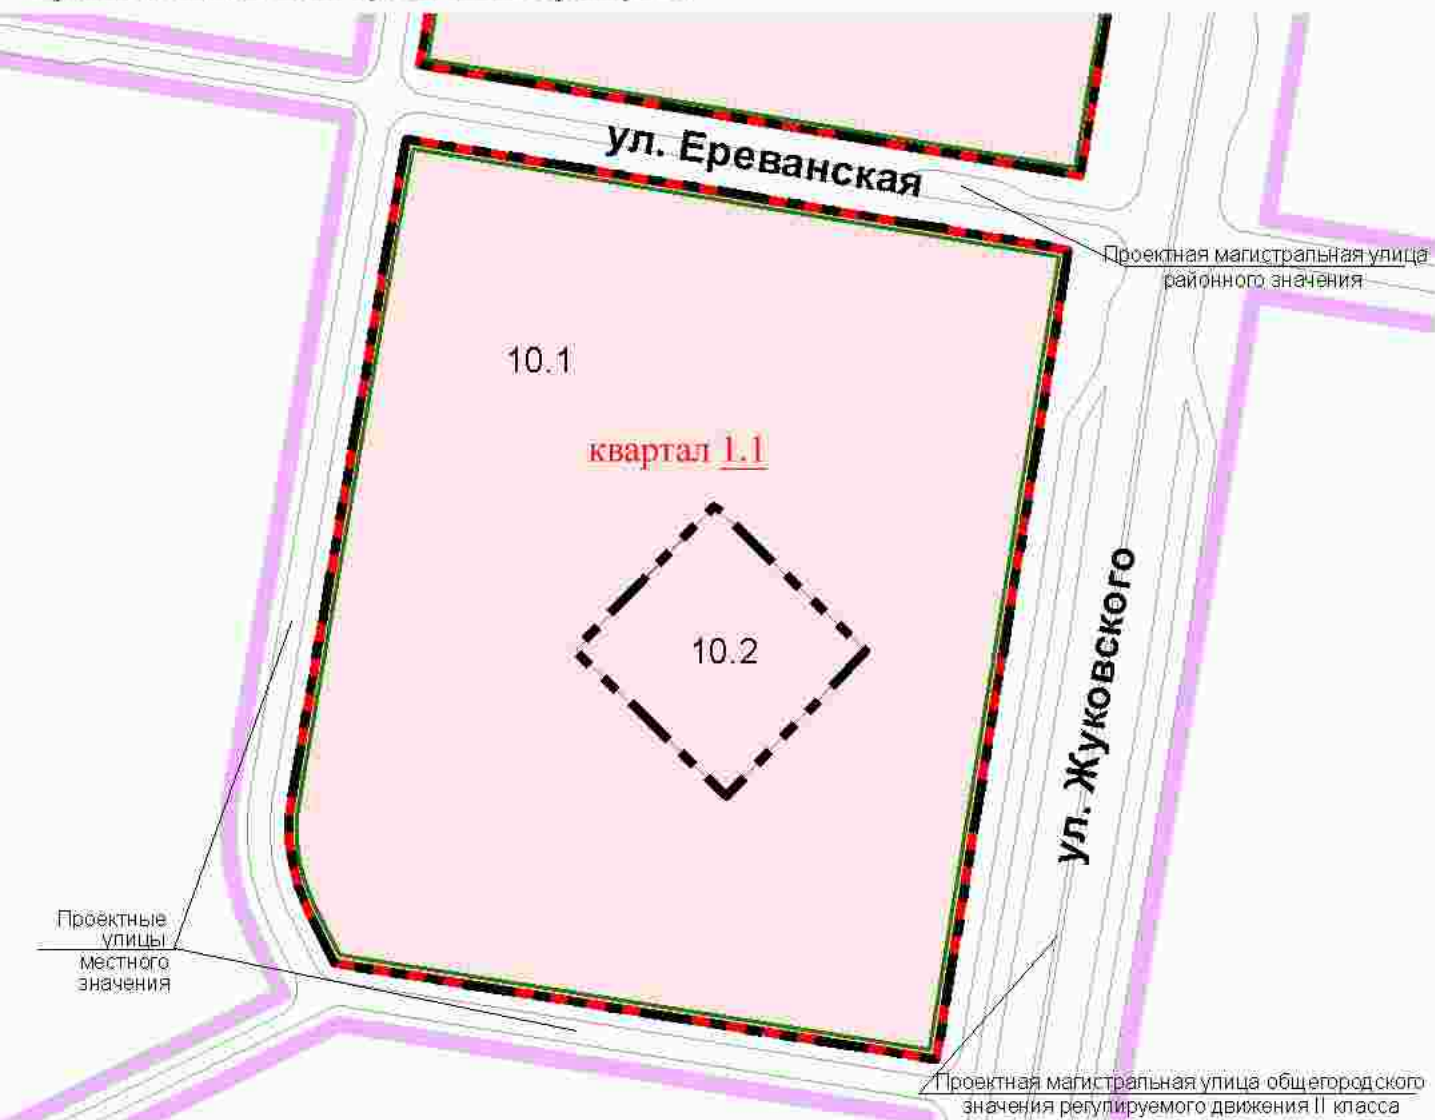 ул. Ереванская
Проектная магистральная улица
районного значения
10.1
квартал 1.1
10.2
ул. Жуковского
Проектные
улицы
местного
значения
Проектная магистральная улица общегородского
значения регулируемого движения II класса